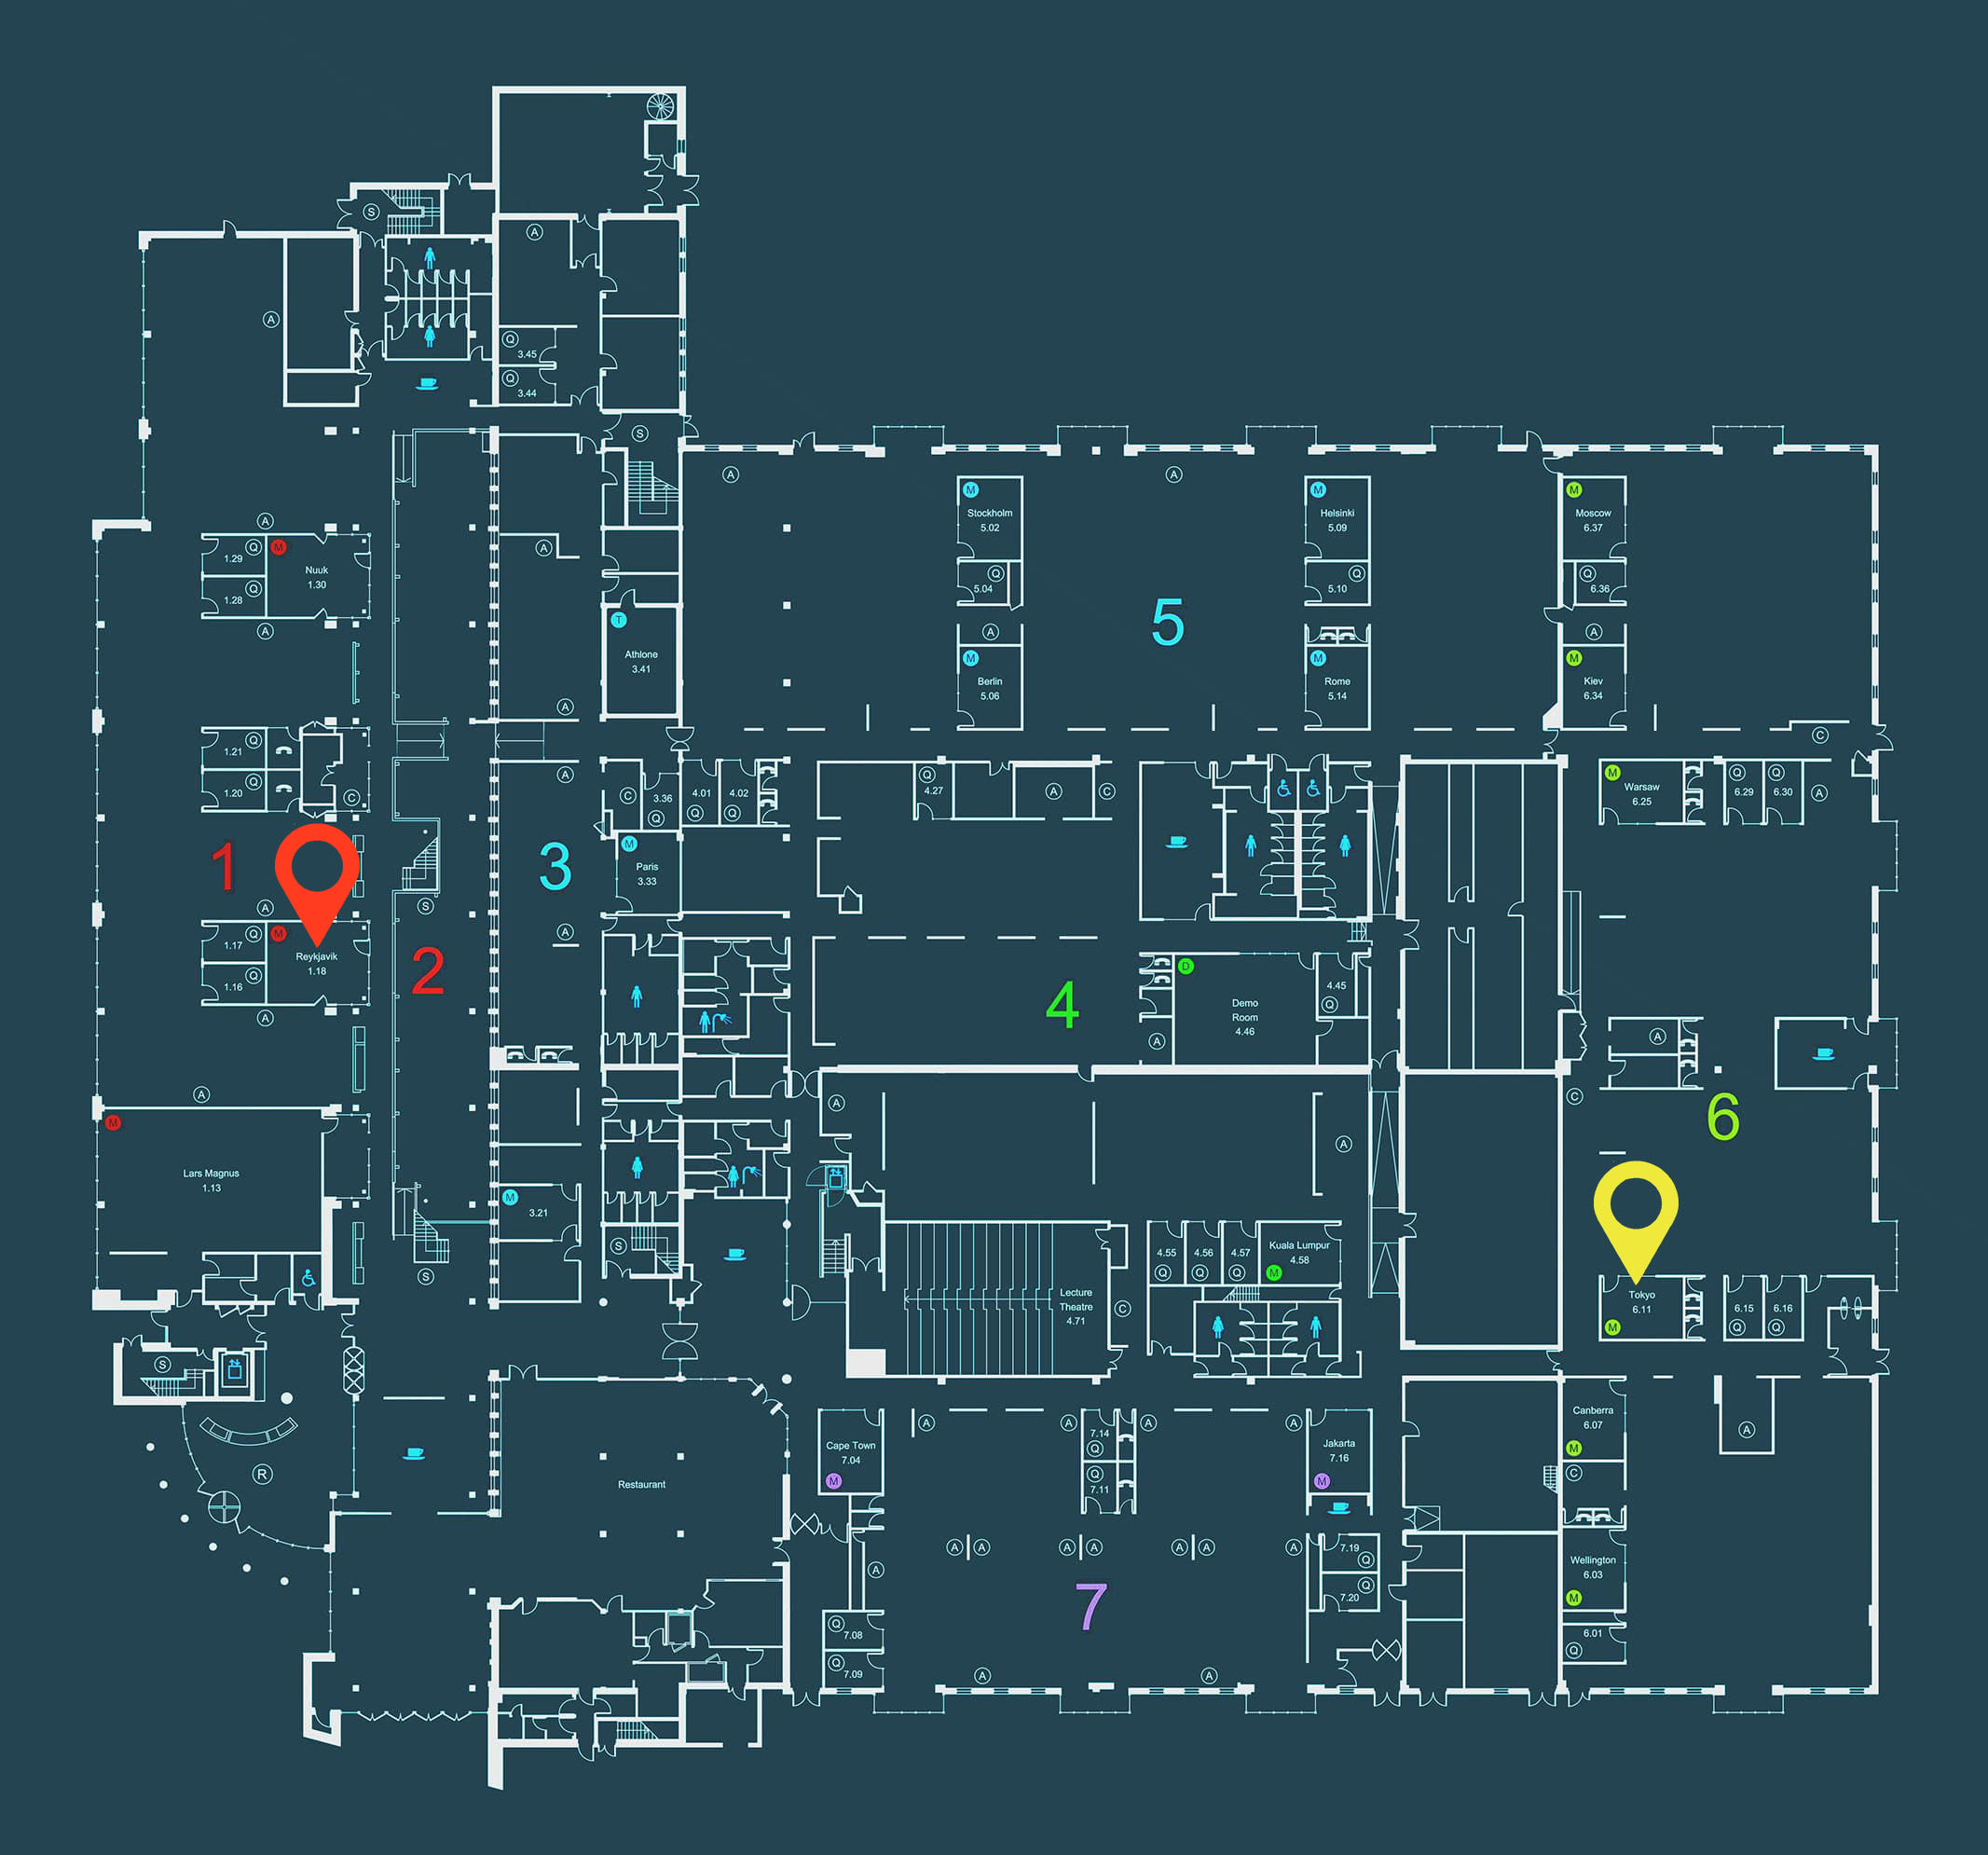 S
A
A
Q
3.45
Q
3.44
S
A
A
M
Stockholm
5.02
M
Helsinki
5.09
M
Moscow
6.37
A
1.29
Q
M
Nuuk
1.30
1.28
Q
A
A
Q
5.04
Q
5.10
Q
6.36
T
Athlone
3.41
5
A
M
Berlin
5.06
M
Rome
5.14
A
M
Kiev
6.34
A
1.21
Q
1.20
Q
C
A
C
3.36
Q
4.01
Q
4.02
Q
Q
4.27
A
C
C
M
Warsaw
6.25
Q
6.29
Q
6.30
A
1
3
M
Paris
3.33
A
S
A
1.17
Q
M
Reykjavik
1.18
1.16
Q
A
2
4
D
Demo
Room
4.46
4.45
Q
A
A
A
M
Lars Magnus
1.13
A
A
C
6
M
3.21
S
S
4.55
Q
4.56
Q
4.57
Q
Kuala Lumpur
4.58
M
Lecture
Theatre
4.71
C
Tokyo
6.11
M
6.15
Q
6.16
Q
S
R
Restaurant
Cape Town
7.04
M
A
A
7.14
Q
Q
7.11
A
A
Jakarta
7.16
M
Canberra
6.07
M
C
A
A
A
A
A
A
A
A
A
7.19
Q
Q
7.20
Wellington
6.03
M
7
Q
7.08
Q
7.09
A
A
6.01
Q